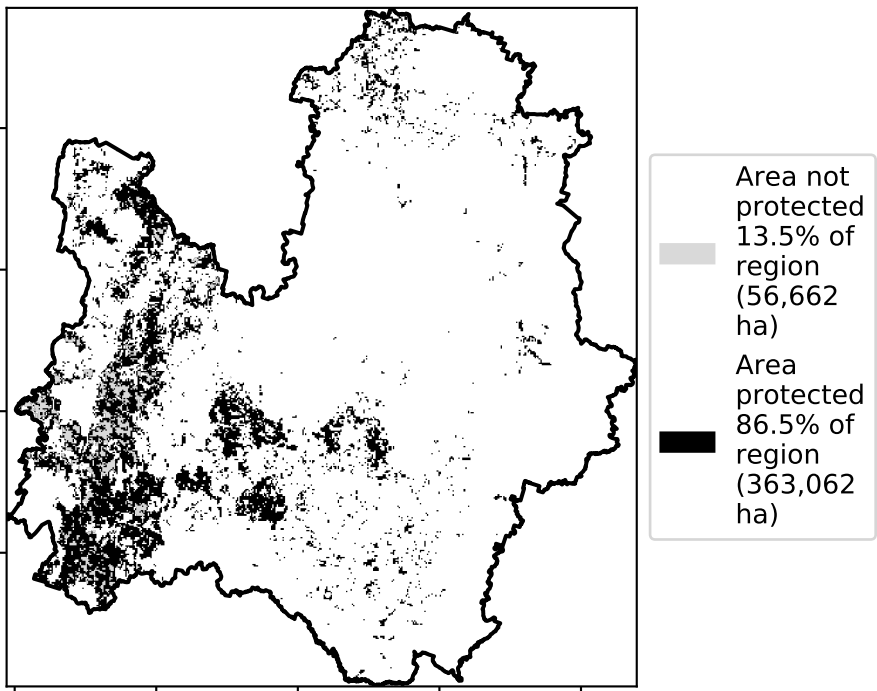 Area not
protected
13.5% of
region
(56,662
ha)
Area
protected
86.5% of
region
(363,062
ha)